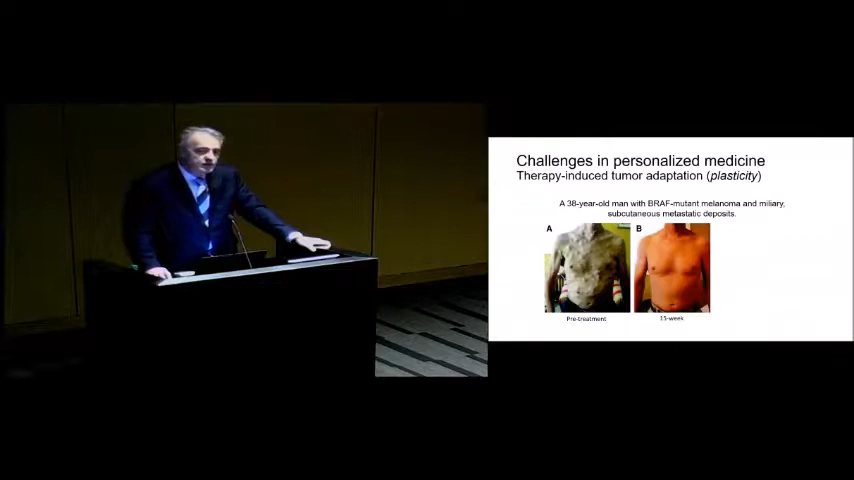 Challenges in personalized medicine
Therapy-induced tumor adaptation (plasticity)
A 38-year-old man with BRAF-mutant melanoma and miliary,
subcutaneous metastatic deposits.
A B
Pre-treatment 15-week